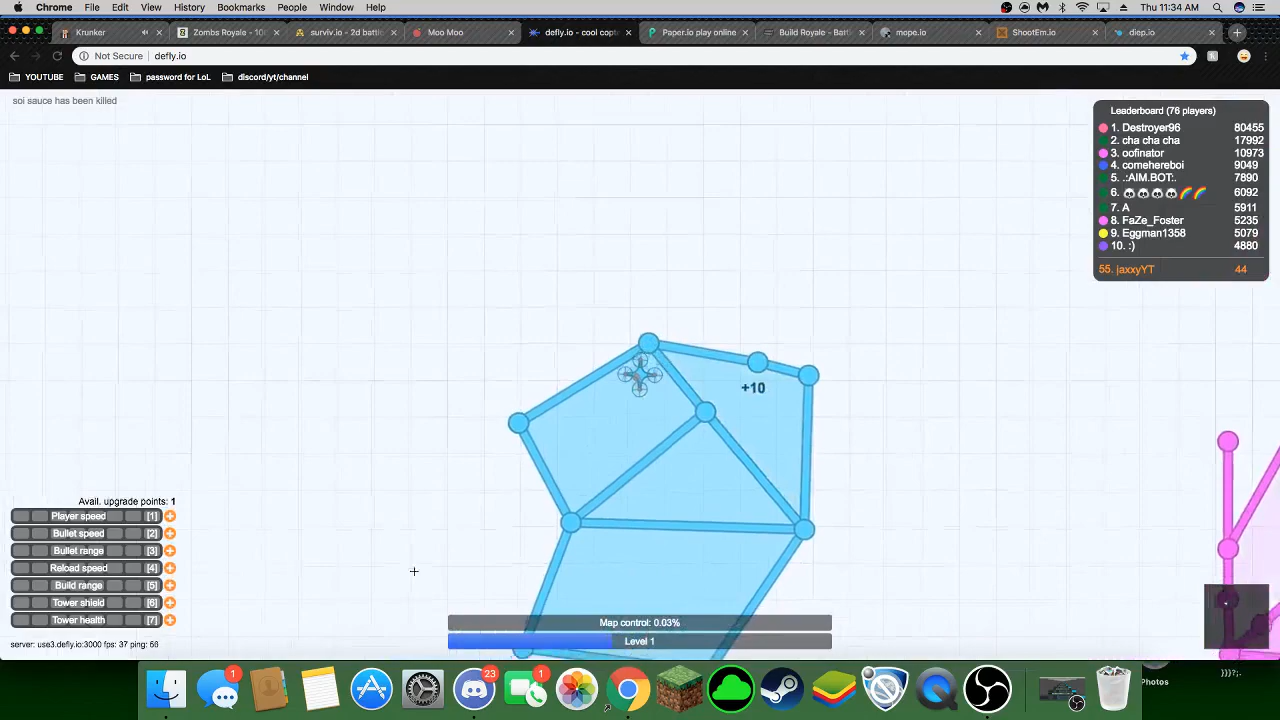 Chrome File Edit View History Bookmarks People Window Help Thu 11:34 AM
Krunker Zombs Royale - 10 surviv.io - 2d battl Moo Moo defly.io - cool copt Paper.io play online Build Royale - Battl mope.io ShootEm.io diep.io
Not Secure defly.io
YOUTUBE GAMES password for LoL discord/yt/channel
soi sauce has been killed
Leaderboard (76 players)
1. Destroyer96 80455
2. cha cha cha 17992
3. oofinator 10973
4. comehereboi 9049
5. .:AIM.BOT:. 7890
6. 💀💀💀💀🌈🌈 6092
7. A 5911
8. FaZe_Foster 5235
9. Eggman1358 5079
10. :) 4880
55. jaxxyYT 44
+10
Avail. upgrade points: 1
Player speed [1]
Bullet speed [2]
Bullet range [3]
Reload speed [4]
Build range [5]
Tower shield [6]
Tower health [7]
server: use3.defly.io:3000 fps: 37 ping: 56
Map control: 0.03%
Level 1
1 23 1
Photos
}}}?;.